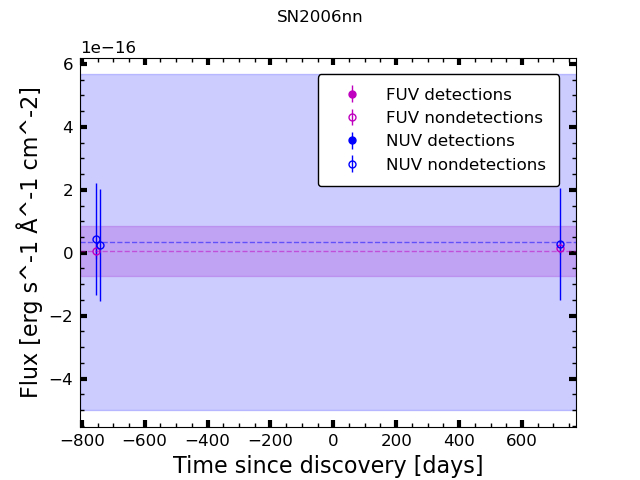 SN2006nn
1e−16
FUV detections
FUV nondetections
NUV detections
NUV nondetections
6
4
2
0
−2
−4
Flux [erg s^-1 Å^-1 cm^-2]
−800 −600 −400 −200 0 200 400 600
Time since discovery [days]